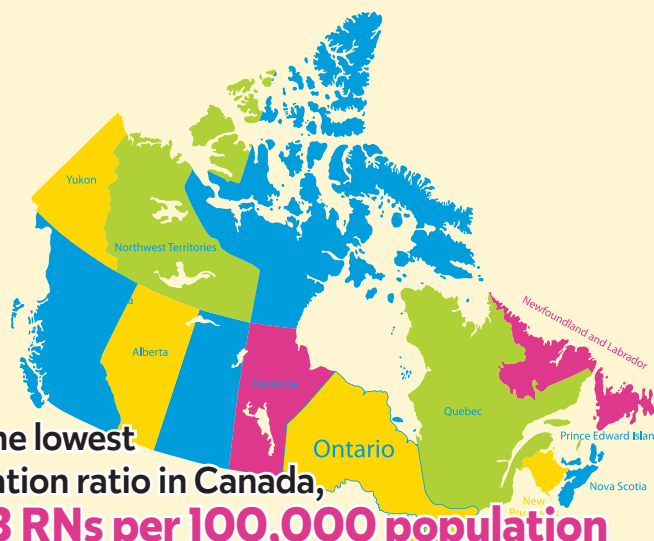 Yukon
Northwest Territories
a
Alberta
Manitoba
Newfoundland and Labrador
Quebec
Ontario
Prince Edward Islan
Nova Scotia
New
he lowest
ation ratio in Canada,
RNs per 100,000 population